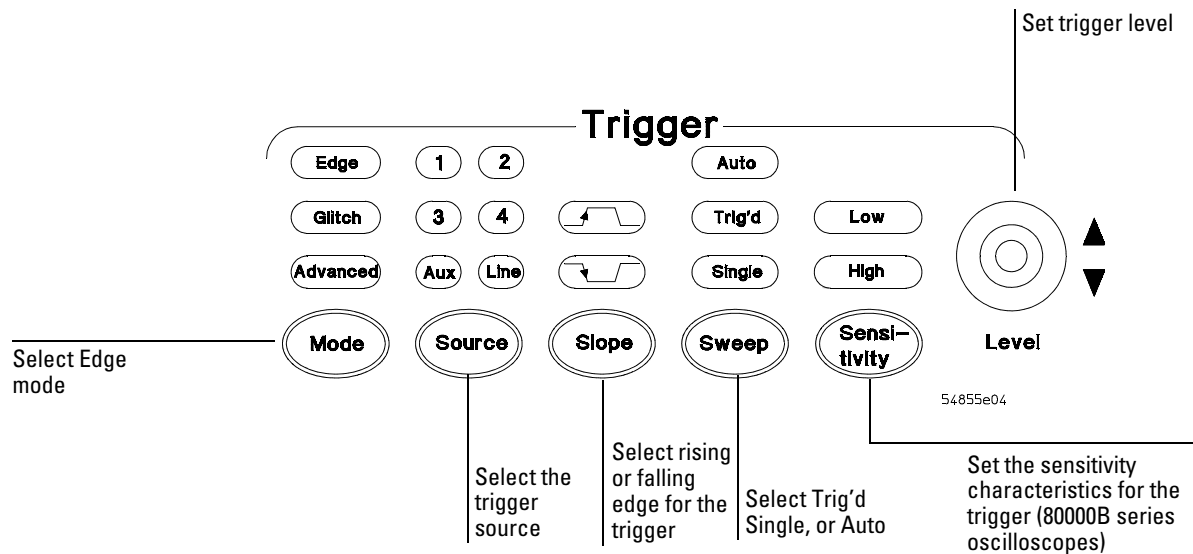 Set trigger level
Trigger
Edge 1 2 Auto
Glitch 3 4 Trig'd Low
Advanced Aux Line Single High
Mode Source Slope Sweep Sensi-
tivity
Level
Select Edge
mode
54855e04
Select the
trigger
source
Select rising
or falling
edge for the
trigger
Select Trig'd
Single, or Auto
Set the sensitivity
characteristics for the
trigger (80000B series
oscilloscopes)